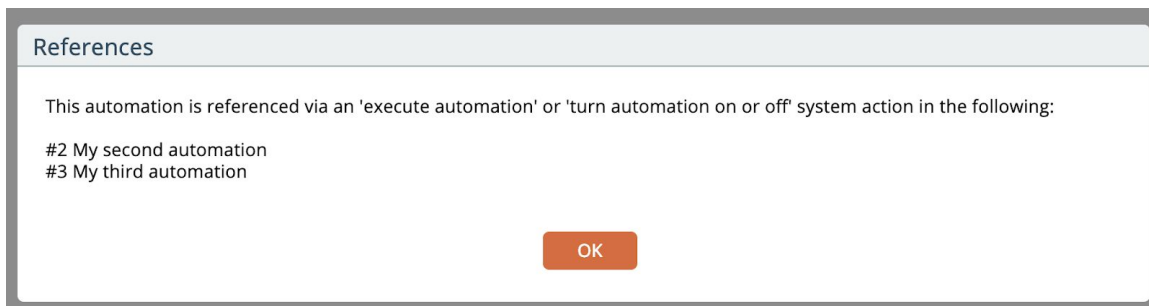 References
This automation is referenced via an 'execute automation' or 'turn automation on or off' system action in the following:
#2 My second automation
#3 My third automation
OK